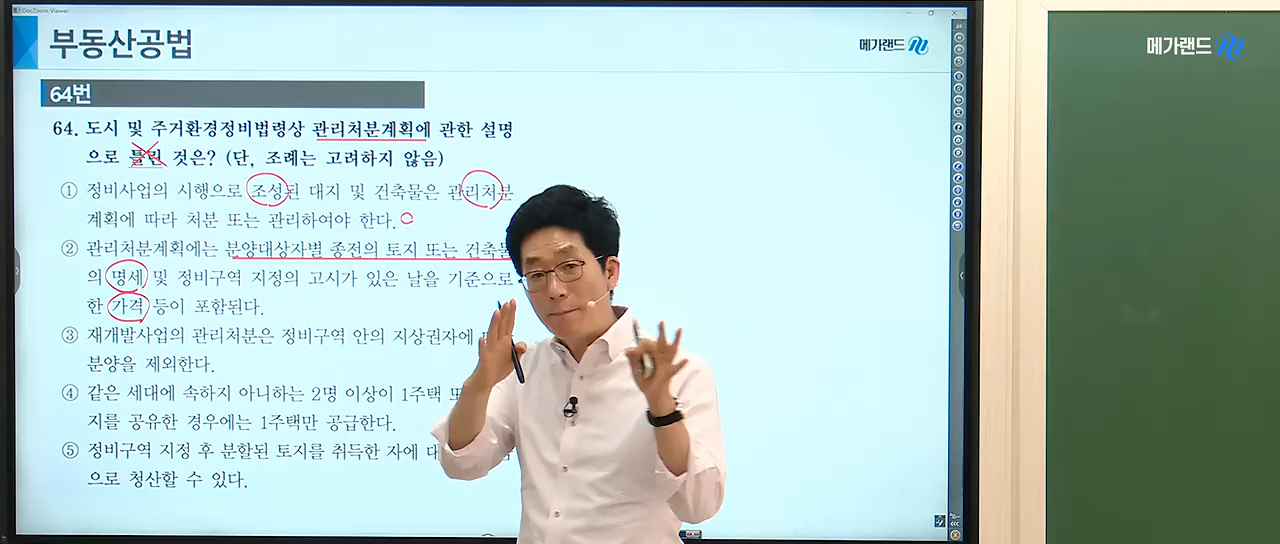 DocZoom Viewer
부동산공법
메가랜드
메가랜드
64번
64. 도시 및 주거환경정비법령상 관리처분계획에 관한 설명
으로 틀린 것은? (단, 조례는 고려하지 않음)
① 정비사업의 시행으로 조성된 대지 및 건축물은 관리처분
계획에 따라 처분 또는 관리하여야 한다.
② 관리처분계획에는 분양대상자별 종전의 토지 또는 건축물
의 명세 및 정비구역 지정의 고시가 있은 날을 기준으로
한 가격 등이 포함된다.
③ 재개발사업의 관리처분은 정비구역 안의 지상권자에
분양을 제외한다.
④ 같은 세대에 속하지 아니하는 2명 이상이 1주택
지를 공유한 경우에는 1주택만 공급한다.
⑤ 정비구역 지정 후 분할된 토지를 취득한 자에
으로 청산할 수 있다.